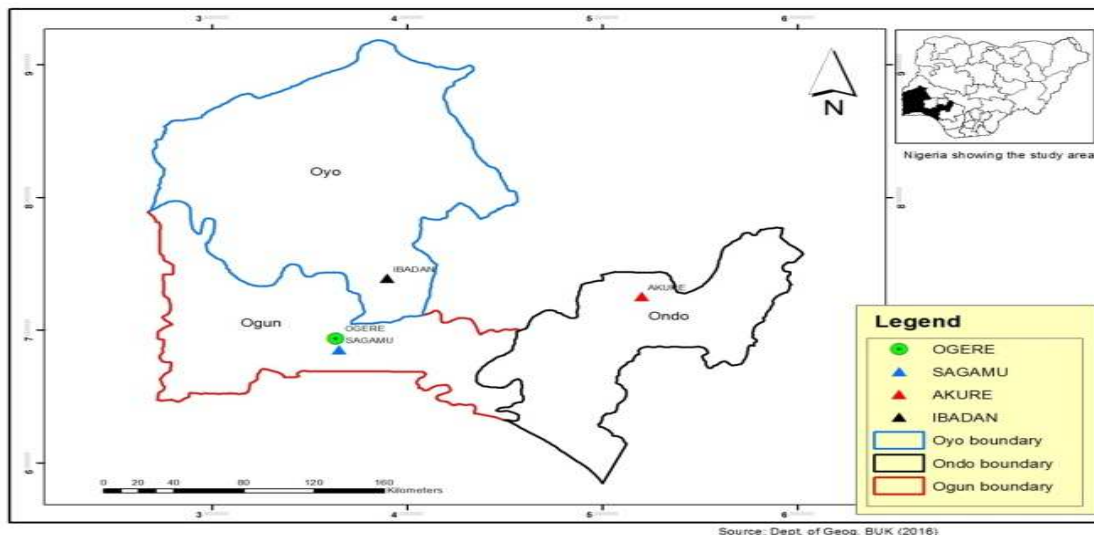 3 4 5 6
9 9
Oyo
N
Nigeria showing the study area
8 8
IBADAN
AKURE
Ogun
Ondo
OGERE
7
SAGAMU
Legend
OGERE
SAGAMU
AKURE
IBADAN
Oyo boundary
Ondo boundary
Ogun boundary
6
0 20 40 80 120 160
Kilometers
3 4 5 6
Source: Dept. of Geog. BUK (2016)